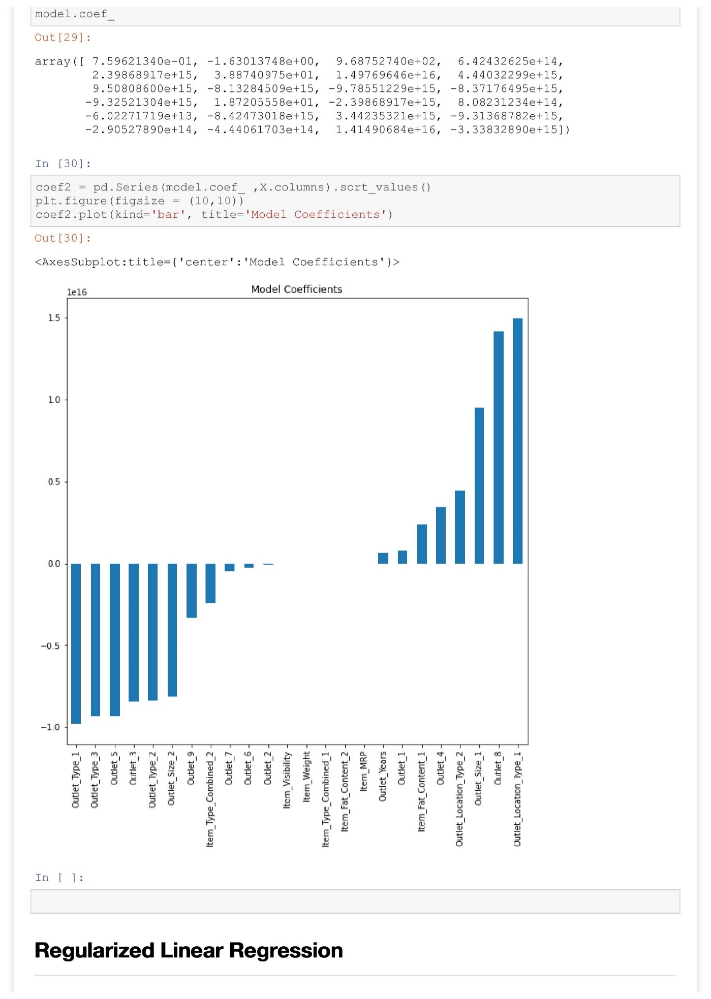 model.coef_
Out[29]:
array([ 7.59621340e-01, -1.63013748e+00,  9.68752740e+02,  6.42432625e+14,
        2.39868917e+15,  3.88740975e+01,  1.49769646e+16,  4.44032299e+15,
        9.50808600e+15, -8.13284509e+15, -9.78551229e+15, -8.37176495e+15,
       -9.32521304e+15,  1.87205558e+01, -2.39868917e+15,  8.08231234e+14,
       -6.02271719e+13, -8.42473018e+15,  3.44235321e+15, -9.31368782e+15,
       -2.90527890e+14, -4.44061703e+14,  1.41490684e+16, -3.33832890e+15])
In [30]:
coef2 = pd.Series(model.coef_ ,X.columns).sort_values()
plt.figure(figsize = (10,10))
coef2.plot(kind='bar', title='Model Coefficients')
Out[30]:
<AxesSubplot:title={'center':'Model Coefficients'}>
Model Coefficients
1e16
1.5
1.0
0.5
0.0
−0.5
−1.0
Outlet_Type_1
Outlet_Type_3
Outlet_5
Outlet_3
Outlet_Type_2
Outlet_Size_2
Outlet_9
Item_Type_Combined_2
Outlet_7
Outlet_6
Outlet_2
Item_Visibility
Item_Weight
Item_Type_Combined_1
Item_Fat_Content_2
Item_MRP
Outlet_Years
Outlet_1
Item_Fat_Content_1
Outlet_4
Outlet_Location_Type_2
Outlet_Size_1
Outlet_8
Outlet_Location_Type_1
In [ ]:
Regularized Linear Regression